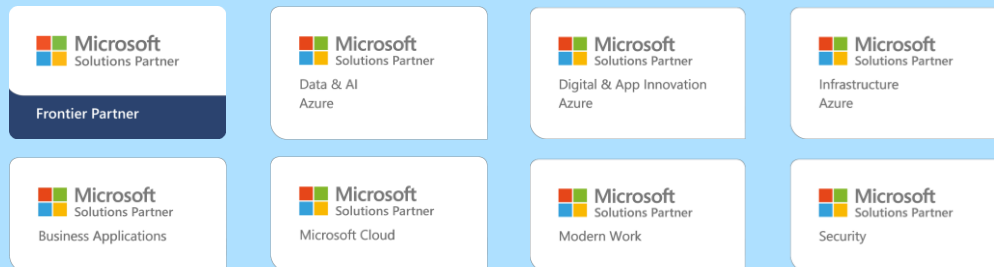 Microsoft
Solutions Partner
Frontier Partner
Microsoft
Solutions Partner
Data & AI
Azure
Microsoft
Solutions Partner
Digital & App Innovation
Azure
Microsoft
Solutions Partner
Infrastructure
Azure
Microsoft
Solutions Partner
Business Applications
Microsoft
Solutions Partner
Microsoft Cloud
Microsoft
Solutions Partner
Modern Work
Microsoft
Solutions Partner
Security